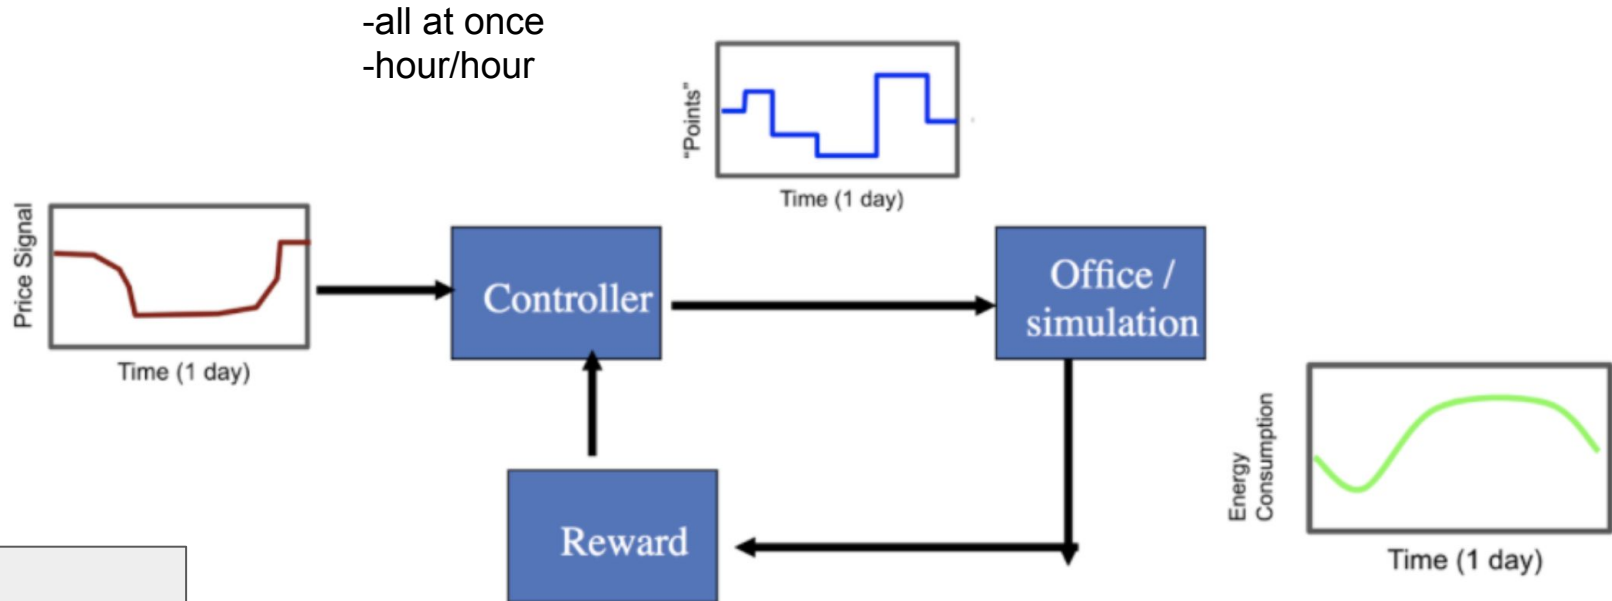 -all at once
-hour/hour
"Points"
Time (1 day)
Price Signal
Time (1 day)
Controller
Office /
simulation
Reward
Energy
Consumption
Time (1 day)